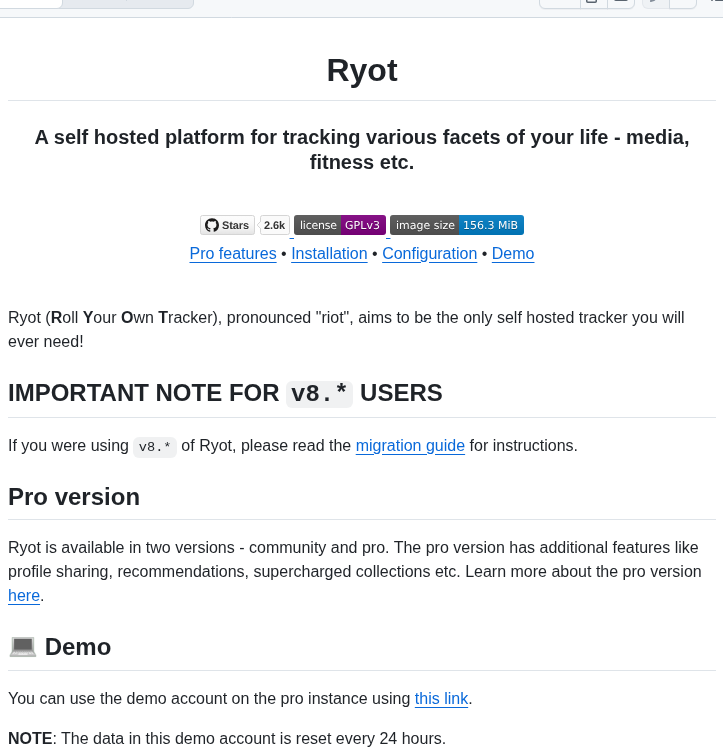 Ryot
A self hosted platform for tracking various facets of your life - media,
fitness etc.
Stars 2.6k license GPLv3 image size 156.3 MiB
Pro features • Installation • Configuration • Demo
Ryot (Roll Your Own Tracker), pronounced "riot", aims to be the only self hosted tracker you will
ever need!
IMPORTANT NOTE FOR v8.* USERS
If you were using v8.* of Ryot, please read the migration guide for instructions.
Pro version
Ryot is available in two versions - community and pro. The pro version has additional features like
profile sharing, recommendations, supercharged collections etc. Learn more about the pro version
here.
💻 Demo
You can use the demo account on the pro instance using this link.
NOTE: The data in this demo account is reset every 24 hours.